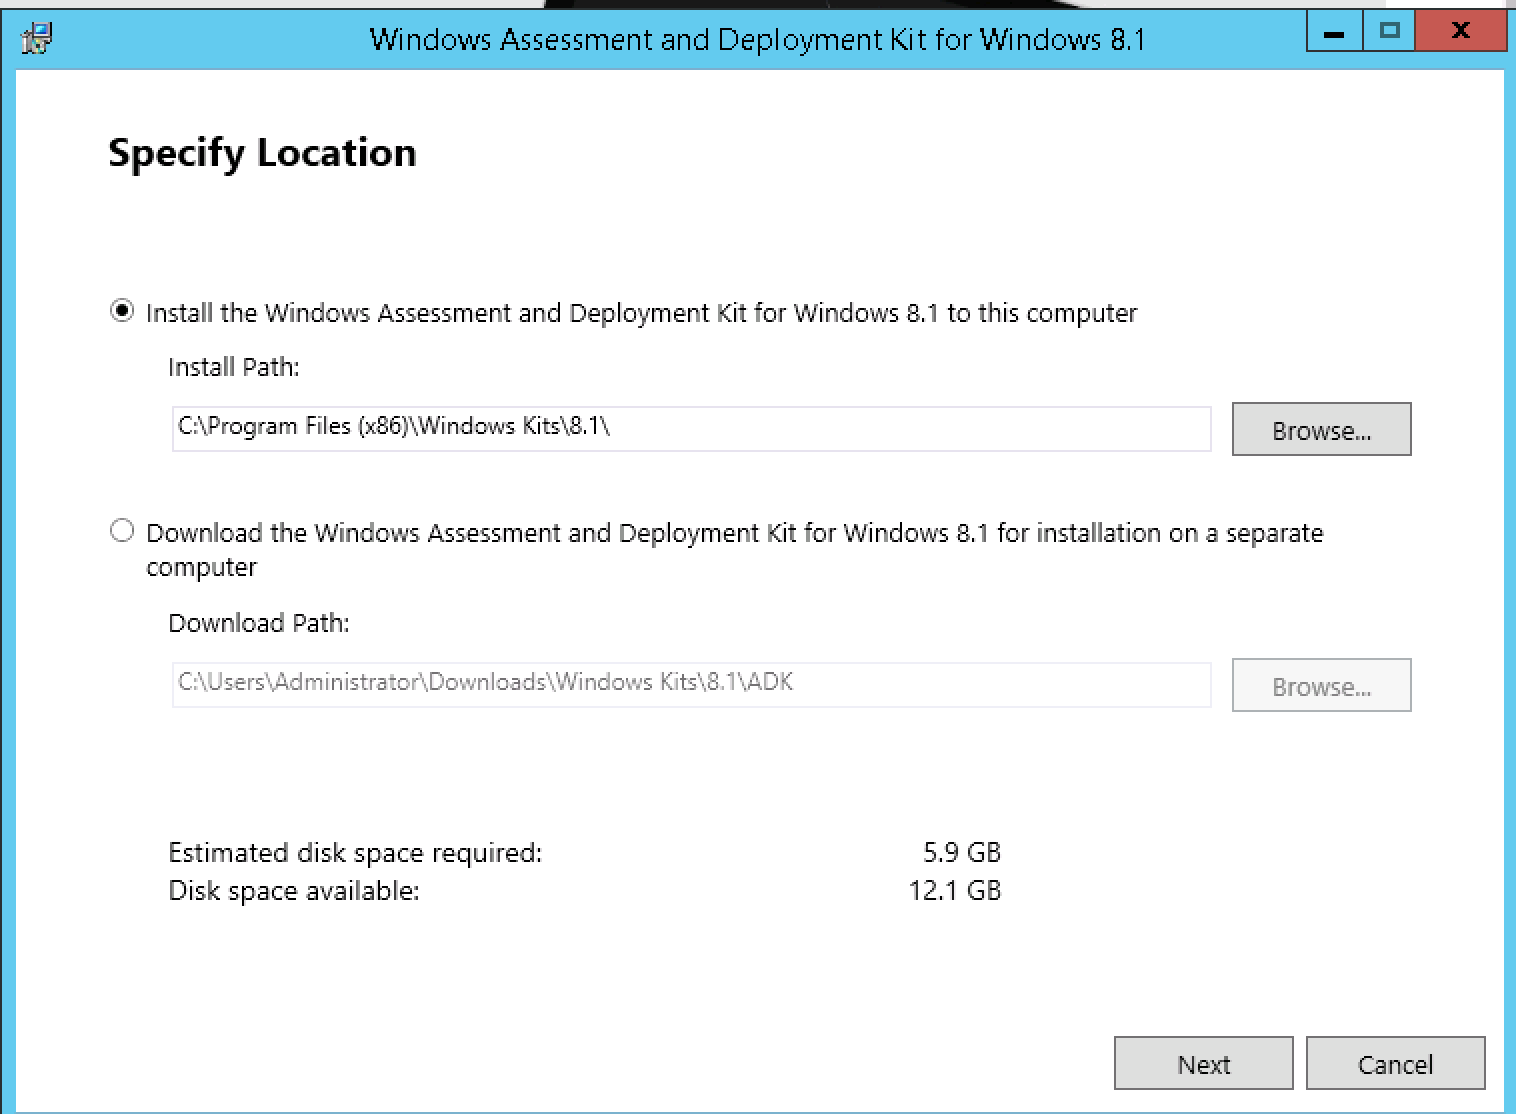 Windows Assessment and Deployment Kit for Windows 8.1
Specify Location
Install the Windows Assessment and Deployment Kit for Windows 8.1 to this computer
Install Path:
C:\Program Files (x86)\Windows Kits\8.1\
Browse...
Download the Windows Assessment and Deployment Kit for Windows 8.1 for installation on a separate
computer
Download Path:
C:\Users\Administrator\Downloads\Windows Kits\8.1\ADK
Browse...
Estimated disk space required: 5.9 GB
Disk space available: 12.1 GB
Next Cancel